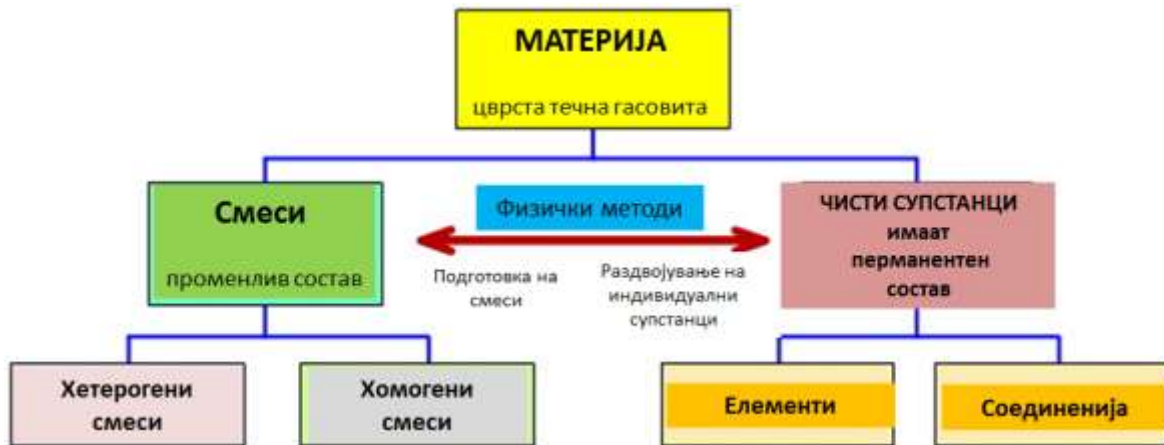 МАТЕРИЈА
цврста течна гасовита
Смеси
променлив состав
Физички методи
Подготовка на
смеси
Раздвојување на
индивидуални
супстанци
ЧИСТИ СУПСТАНЦИ
имаат
перманентен
состав
Хетерогени
смеси
Хомогени
смеси
Елементи
Соединенија